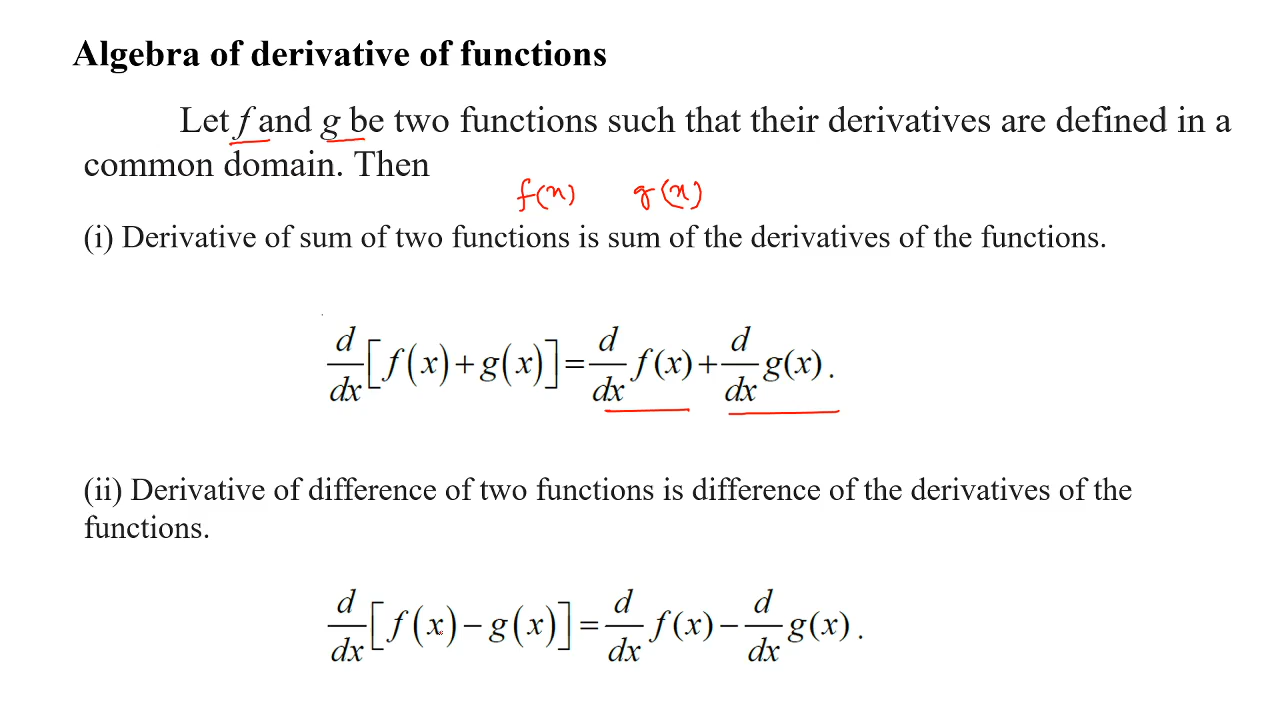 Algebra of derivative of functions
Let f and g be two functions such that their derivatives are defined in a
common domain. Then
f(x) g(x)
(i) Derivative of sum of two functions is sum of the derivatives of the functions.
d/dx [f(x) + g(x)] = d/dx f(x) + d/dx g(x).
(ii) Derivative of difference of two functions is difference of the derivatives of the
functions.
d/dx [f(x) − g(x)] = d/dx f(x) − d/dx g(x).